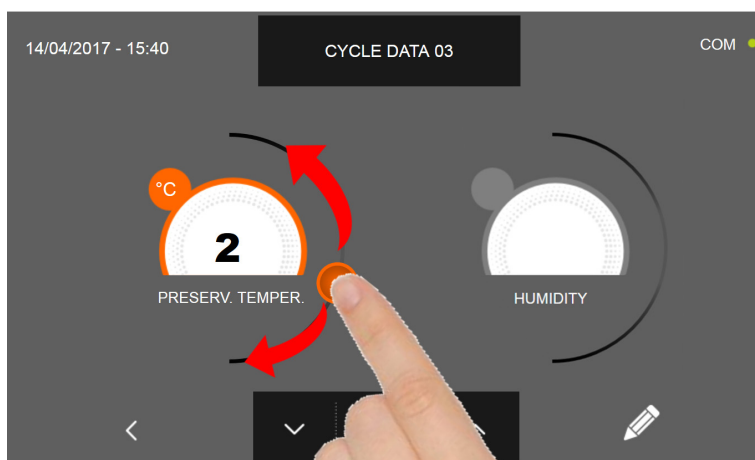 14/04/2017 - 15:40
CYCLE DATA 03
COM
°C
2
PRESERV. TEMPER.
HUMIDITY